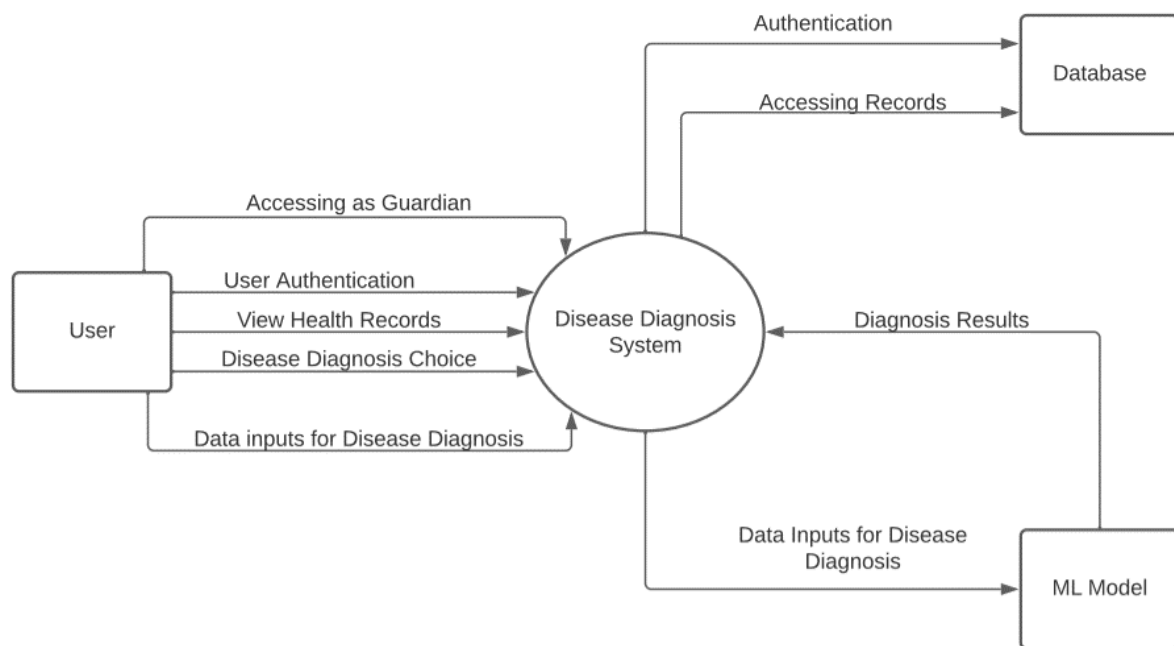 Authentication
Database
Accessing Records
Accessing as Guardian
User Authentication
User
View Health Records
Disease Diagnosis
System
Diagnosis Results
Disease Diagnosis Choice
Data inputs for Disease Diagnosis
Data Inputs for Disease
Diagnosis
ML Model